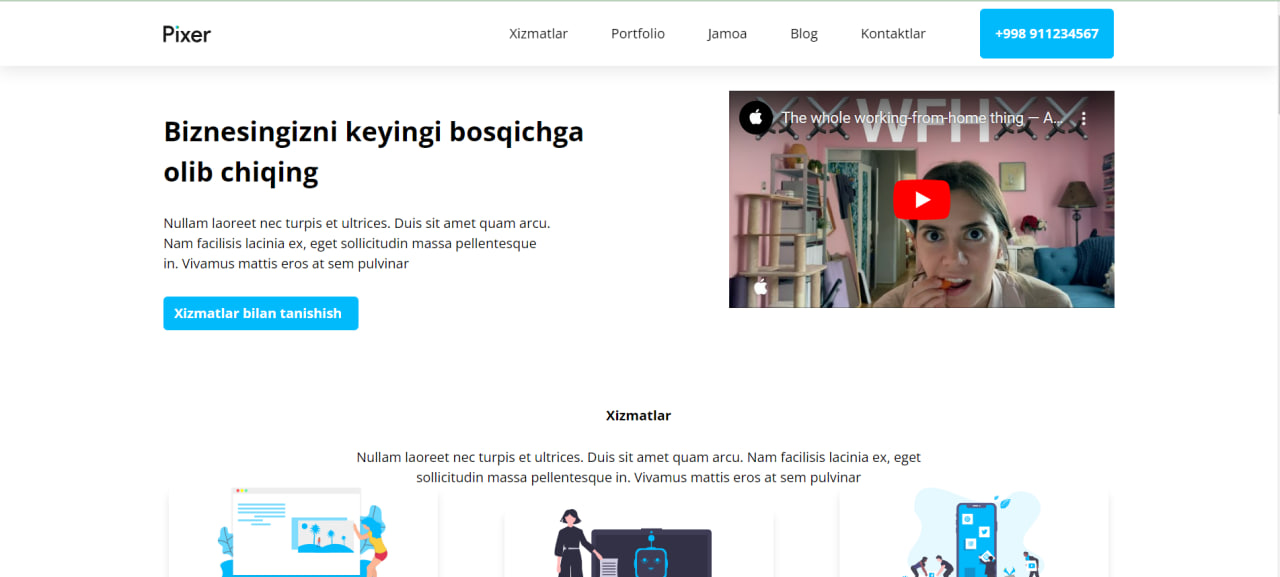 Pixer
Xizmatlar
Portfolio
Jamoa
Blog
Kontaktlar
+998 911234567
Biznesingizni keyingi bosqichga
olib chiqing
Nullam laoreet nec turpis et ultrices. Duis sit amet quam arcu.
Nam facilisis lacinia ex, eget sollicitudin massa pellentesque
in. Vivamus mattis eros at sem pulvinar
Xizmatlar bilan tanishish
WFH
The whole working-from-home thing — A...
Xizmatlar
Nullam laoreet nec turpis et ultrices. Duis sit amet quam arcu. Nam facilisis lacinia ex, eget
sollicitudin massa pellentesque in. Vivamus mattis eros at sem pulvinar